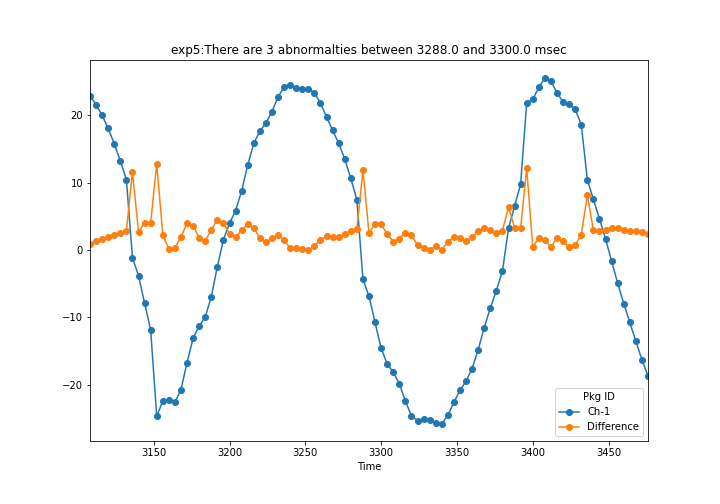 exp5:There are 3 abnormalties between 3288.0 and 3300.0 msec
20
10
0
−10
−20
3150 3200 3250 3300 3350 3400 3450
Time
Pkg ID
Ch-1
Difference